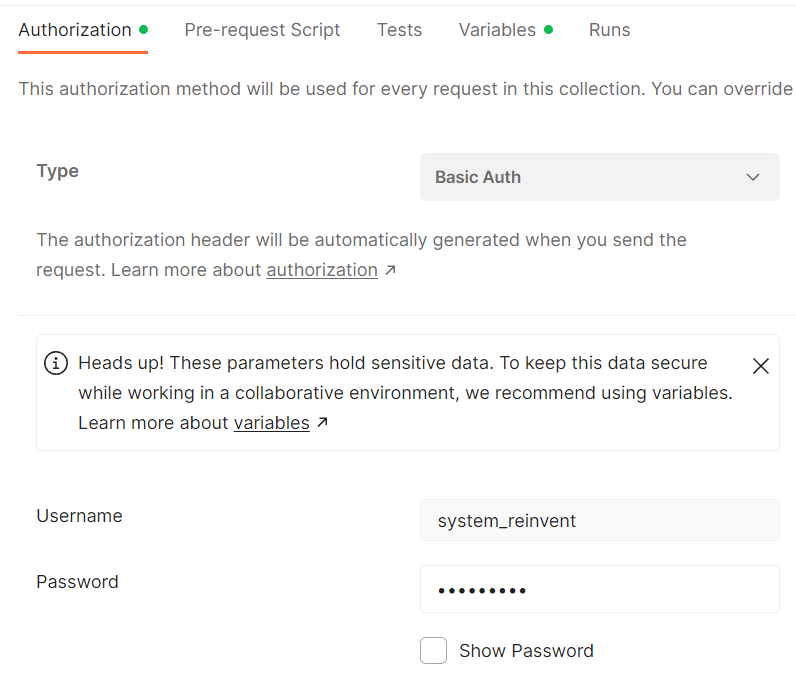 Authorization Pre-request Script Tests Variables Runs
This authorization method will be used for every request in this collection. You can override
Type
Basic Auth
The authorization header will be automatically generated when you send the
request. Learn more about authorization ↗
Heads up! These parameters hold sensitive data. To keep this data secure
while working in a collaborative environment, we recommend using variables.
Learn more about variables ↗
Username
system_reinvent
Password
•••••••••
Show Password